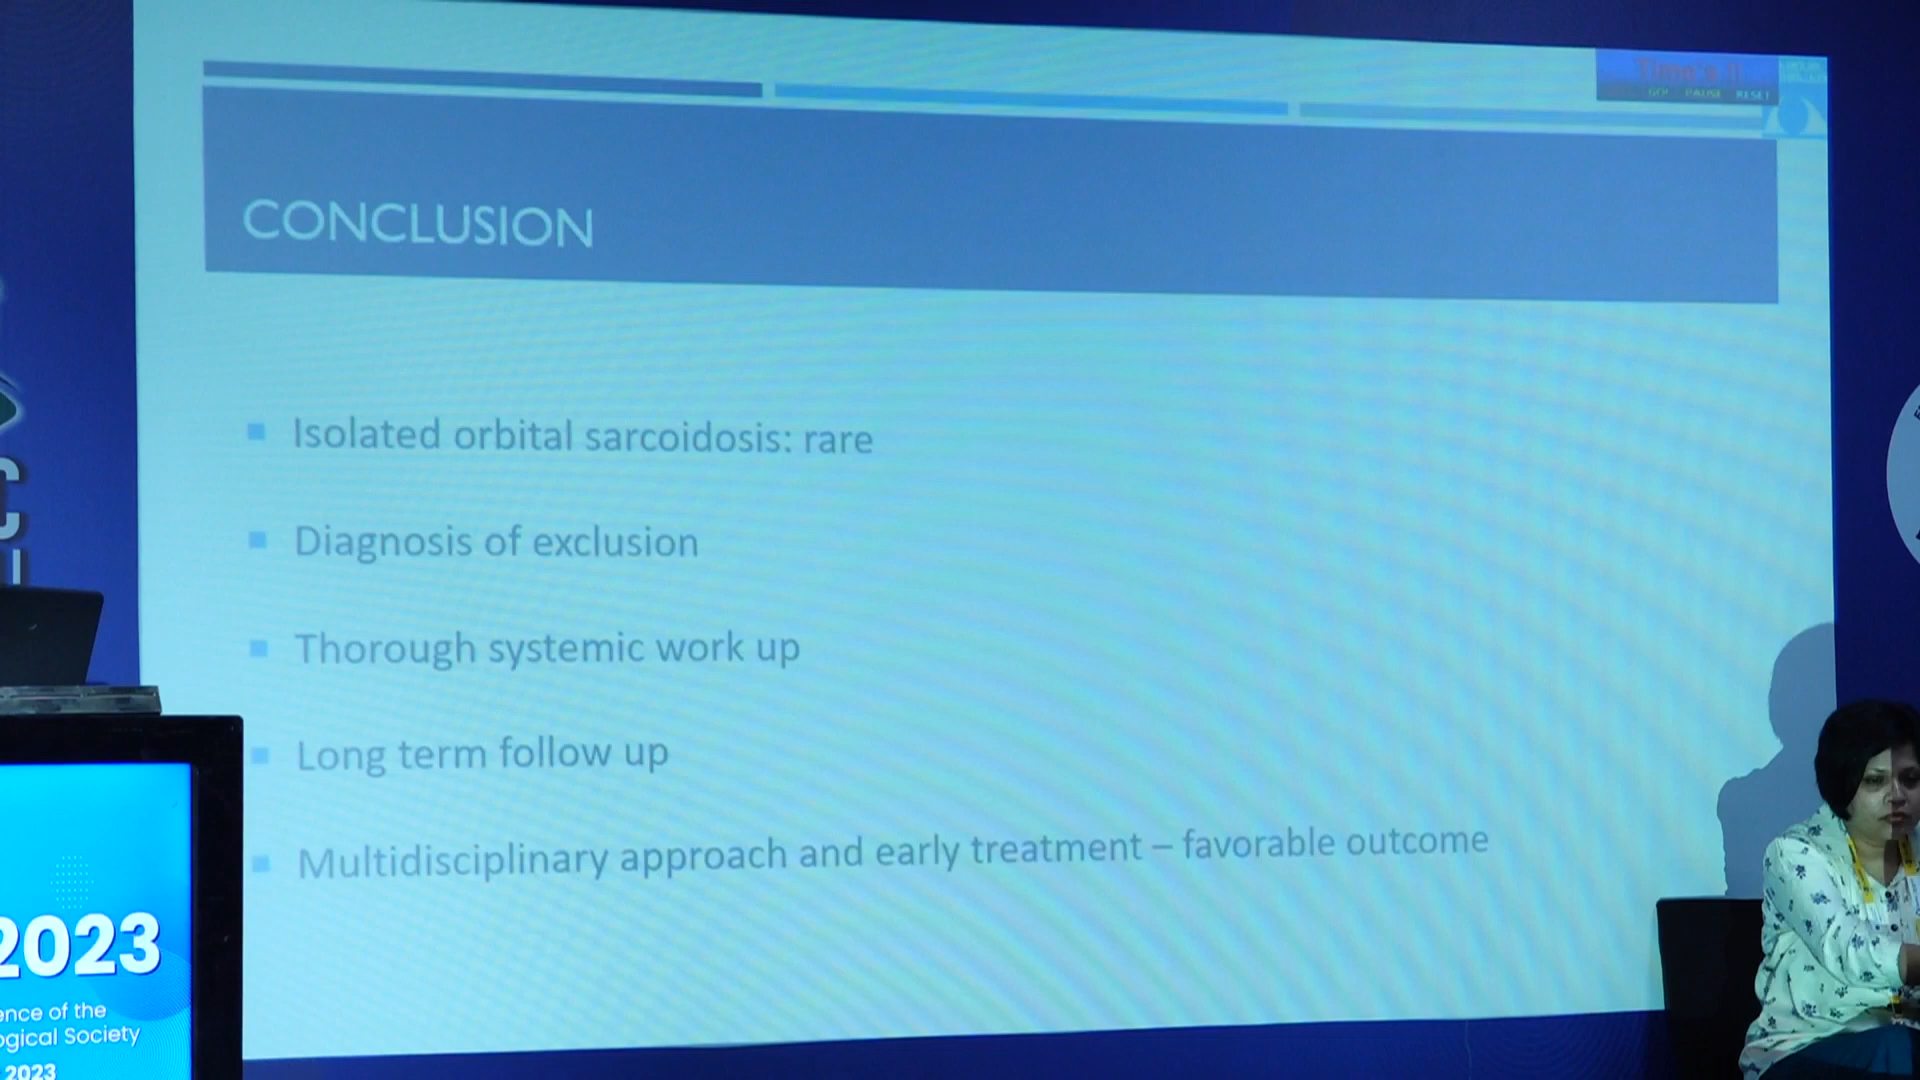 Time's
GO! PAUSE RESET
CONCLUSION
Isolated orbital sarcoidosis: rare
Diagnosis of exclusion
Thorough systemic work up
Long term follow up
Multidisciplinary approach and early treatment – favorable outcome
2023
ence of the
ogical Society
2023